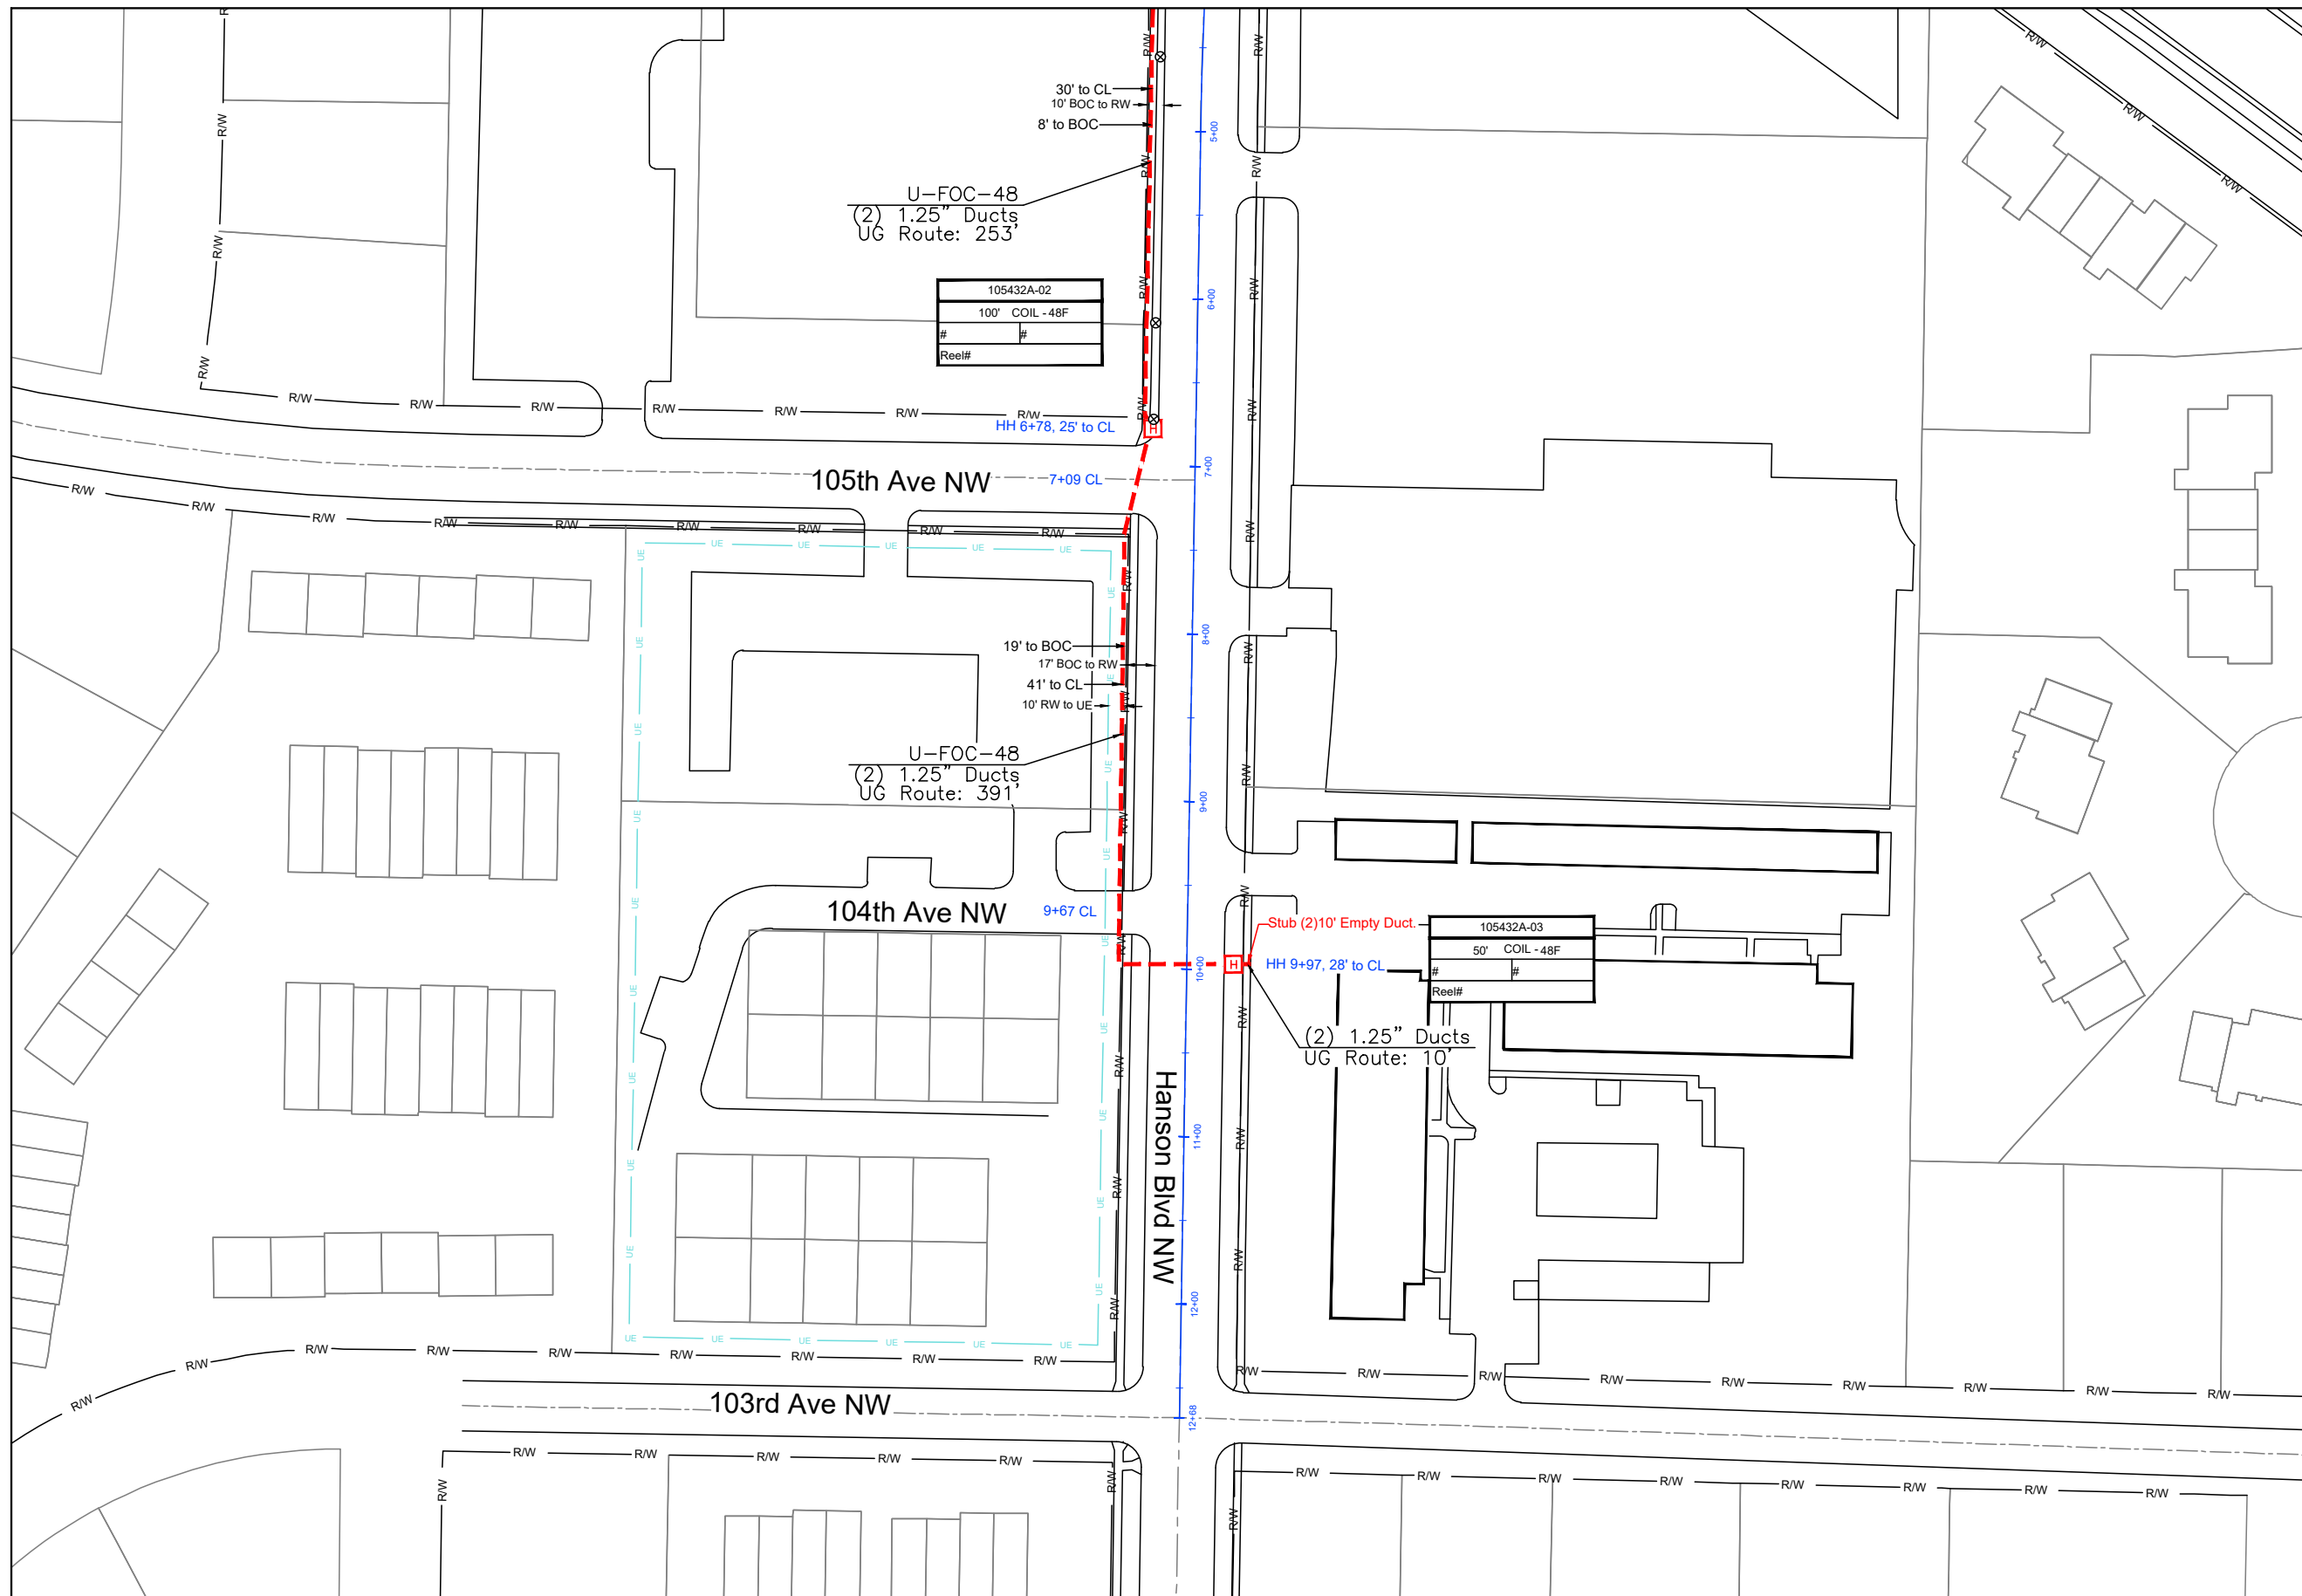 30' to CL
10' BOC to RW
8' to BOC
5+00
U-FOC-48
(2) 1.25" Ducts
UG Route: 253'
105432A-02
100' COIL - 48F
# #
Reel#
6+00
HH 6+78, 25' to CL
H
105th Ave NW
7+09 CL
7+00
19' to BOC
17' BOC to RW
41' to CL
10' RW to UE
8+00
U-FOC-48
(2) 1.25" Ducts
UG Route: 391'
9+00
104th Ave NW
9+67 CL
Stub (2)10' Empty Duct.
105432A-03
50' COIL - 48F
# #
Reel#
H
HH 9+97, 28' to CL
10+00
(2) 1.25" Ducts
UG Route: 10'
Hanson Blvd NW
11+00
12+00
103rd Ave NW
12+68
R/W
UE